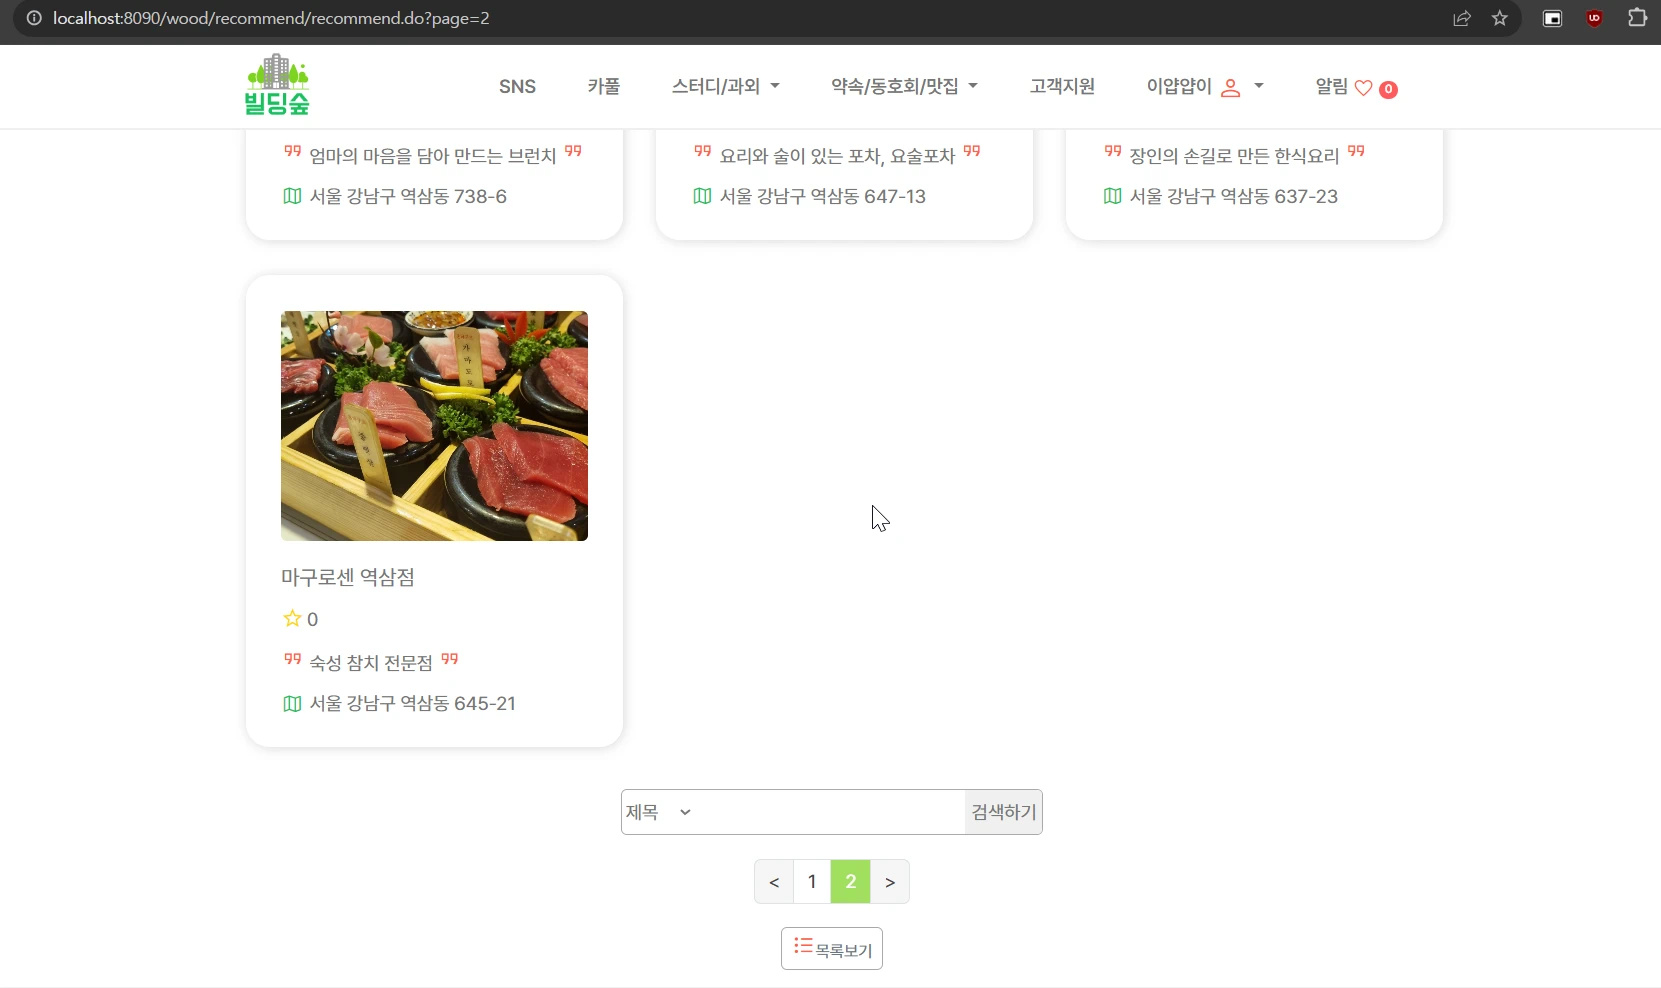 localhost:8090/wood/recommend/recommend.do?page=2
빌딩숲
SNS 카풀 스터디/과외 약속/동호회/맛집 고객지원 이얍얍이 알림 0
엄마의 마음을 담아 만드는 브런치
서울 강남구 역삼동 738-6
요리와 술이 있는 포차, 요술포차
서울 강남구 역삼동 647-13
장인의 손길로 만든 한식요리
서울 강남구 역삼동 637-23
마구로센 역삼점
0
숙성 참치 전문점
서울 강남구 역삼동 645-21
제목 검색하기
< 1 2 >
목록보기